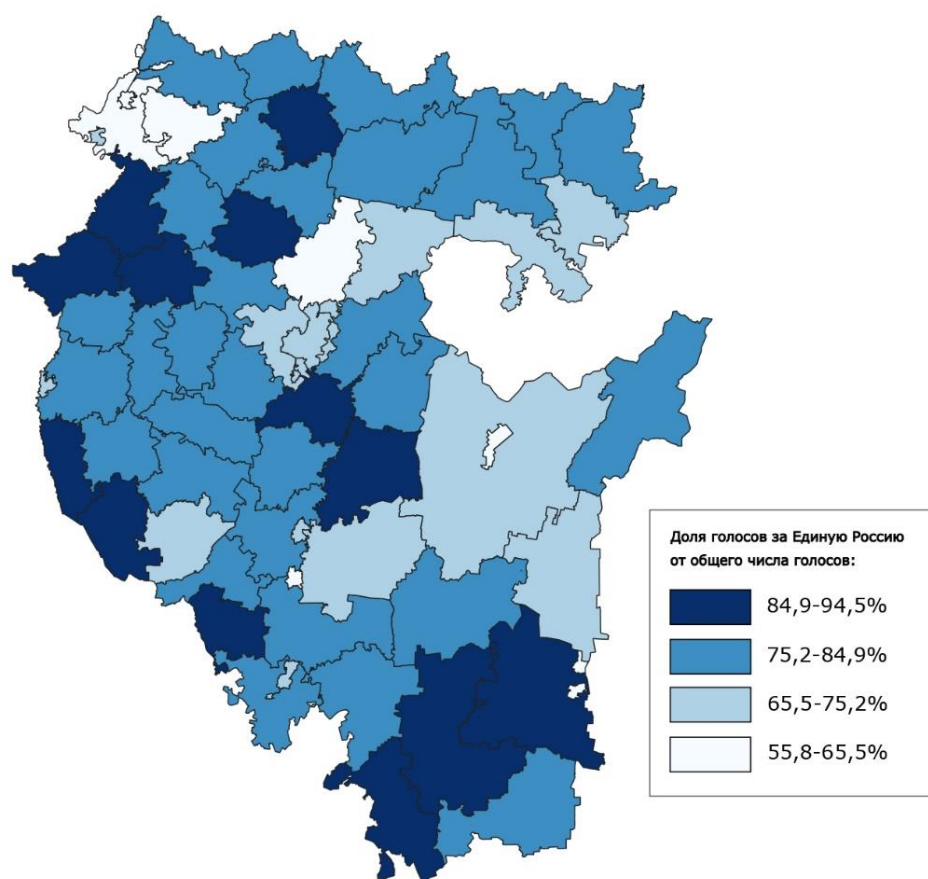 Доля голосов за Единую Россию
от общего числа голосов:
84,9-94,5%
75,2-84,9%
65,5-75,2%
55,8-65,5%